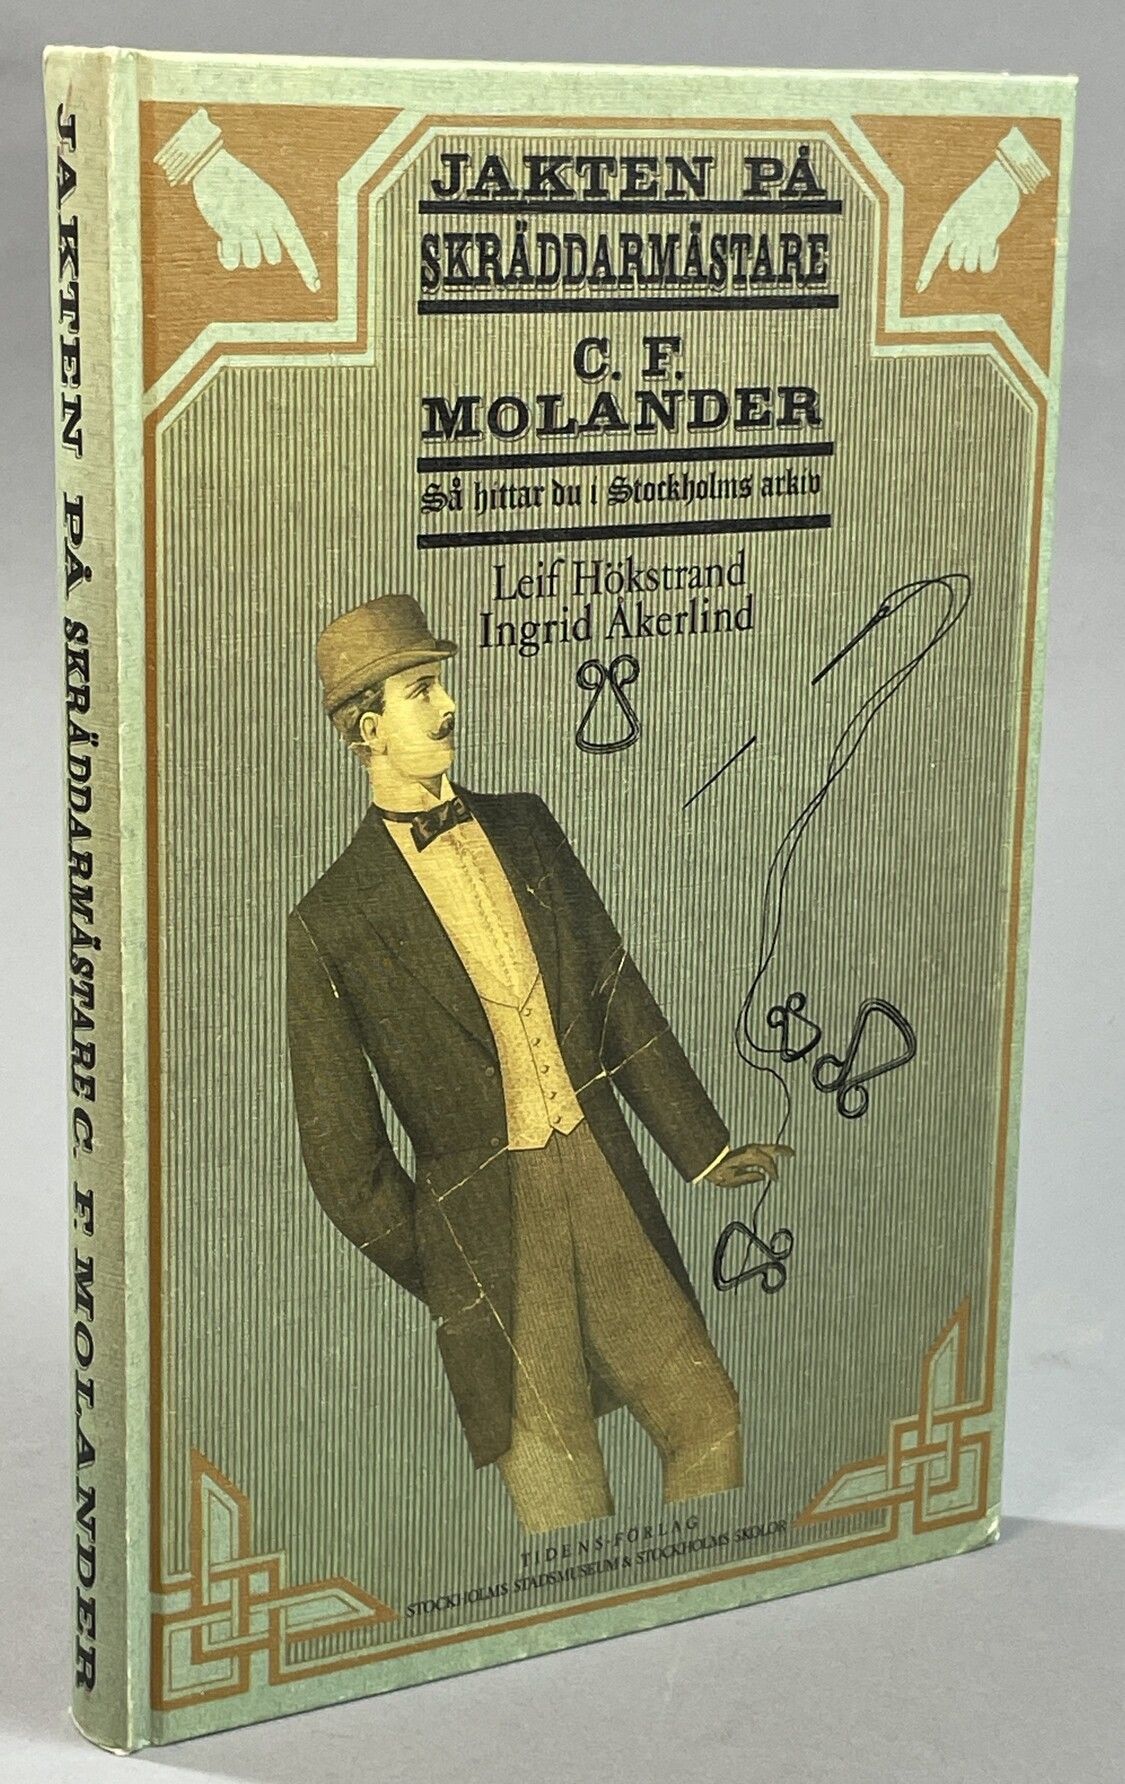 JAKTEN PÅ SKRÄDDARMÄSTARE C. F. MOLANDER
JAKTEN PÅ
SKRÄDDARMÄSTARE
C. F.
MOLANDER
Så hittar du i Stockholms arkiv
Leif Hökstrand
Ingrid Åkerlind
TIDENS-FÖRLAG
STOCKHOLMS STADSMUSEUM & STOCKHOLMS SKOLOR